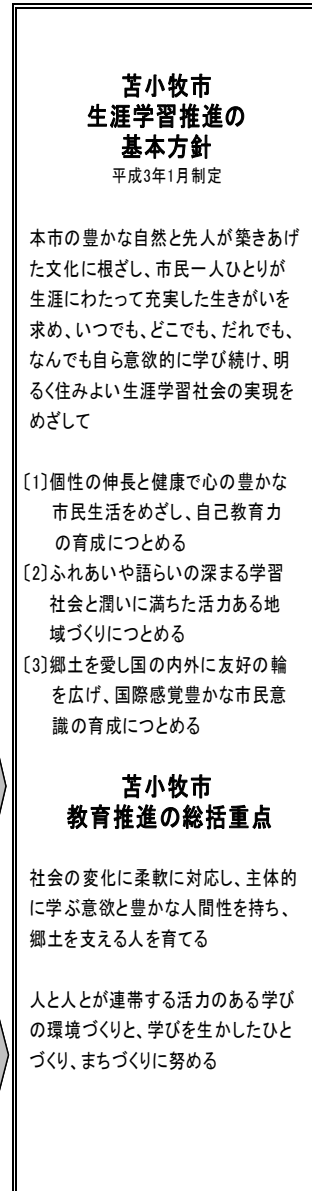 苫小牧市
生涯学習推進の
基本方針
平成3年1月制定
本市の豊かな自然と先人が築きあげ
た文化に根ざし、市民一人ひとりが
生涯にわたって充実した生きがいを
求め、いつでも、どこでも、だれでも、
なんでも自ら意欲的に学び続け、明
るく住みよい生涯学習社会の実現を
めざして
〔1〕個性の伸長と健康で心の豊かな
市民生活をめざし、自己教育力
の育成につとめる
〔2〕ふれあいや語らいの深まる学習
社会と潤いに満ちた活力ある地
域づくりにつとめる
〔3〕郷土を愛し国の内外に友好の輪
を広げ、国際感覚豊かな市民意
識の育成につとめる
苫小牧市
教育推進の総括重点
社会の変化に柔軟に対応し、主体的
に学ぶ意欲と豊かな人間性を持ち、
郷土を支える人を育てる
人と人とが連帯する活力のある学び
の環境づくりと、学びを生かしたひと
づくり、まちづくりに努める